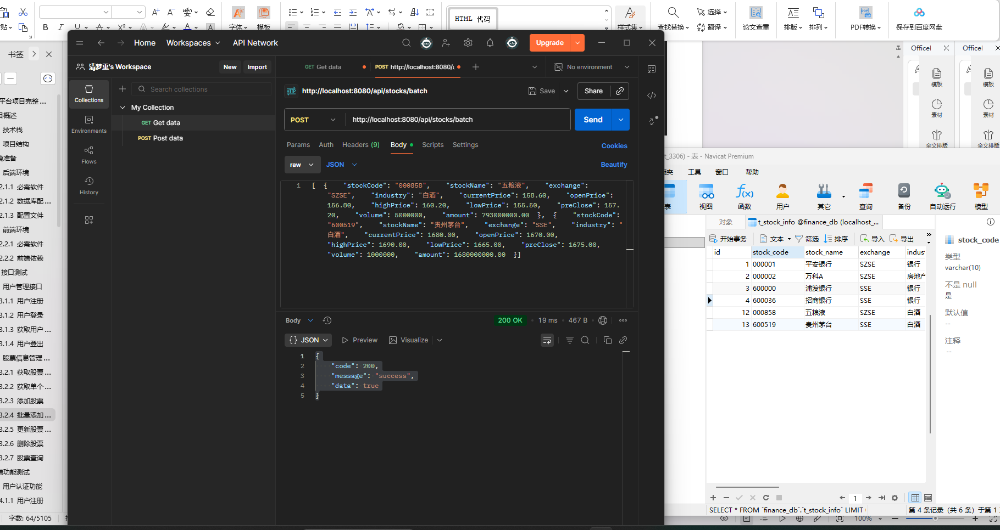 贴
B I U A X² A A
字体
模板
HTML 代码
样式集
查找替换
选择
翻译
论文查重
排版
排列
PDF转换
保存到百度网盘
书签
平台项目完整 ...
目概述
技术栈
项目结构
境准备
后端环境
2.1.1 必需软件
2.1.2 数据库配 ...
2.1.3 配置文件
前端环境
2.2.1 必需软件
2.2.2 前端依赖
接口测试
用户管理接口
3.1.1 用户注册
3.1.2 用户登录
3.1.3 获取用户 ...
3.1.4 用户登出
股票信息管理 ...
3.2.1 获取股票 ...
3.2.2 获取单个 ...
3.2.3 添加股票
3.2.4 批量添加 ...
3.2.5 更新股票 ...
3.2.6 删除股票
3.2.7 股票查询
端功能测试
用户认证功能
4.1.1 用户注册
字数: 64/5105
Home Workspaces API Network
Upgrade
清梦重's Workspace
New Import
Collections
Environments
Flows
History
Search collections
My Collection
GET Get data
POST Post data
GET Get data
POST http://localhost:8080/a
No environment
HTTP http://localhost:8080/api/stocks/batch
Save
Share
POST http://localhost:8080/api/stocks/batch
Send
Params Auth Headers (9) Body Scripts Settings
Cookies
raw JSON
Beautify
1 [ { "stockCode": "000858", "stockName": "五粮液", "exchange":
"SZSE", "industry": "白酒", "currentPrice": 158.60, "openPrice":
156.80, "highPrice": 160.20, "lowPrice": 155.50, "preClose": 157.
20, "volume": 5000000, "amount": 793000000.00 }, { "stockCode":
"600519", "stockName": "贵州茅台", "exchange": "SSE", "industry": "
白酒", "currentPrice": 1680.00, "openPrice": 1670.00,
"highPrice": 1690.00, "lowPrice": 1665.00, "preClose": 1675.00,
"volume": 1000000, "amount": 1680000000.00 }]
Body
200 OK 19 ms 467 B
{} JSON Preview Visualize
1 {
2 "code": 200,
3 "message": "success",
4 "data": true
5 }
Officel
Officel
模板
素材
全文排版
模板
素材
全文排版
t_3306) - 表 - Navicat Premium
夹 工具 窗口 帮助
表 视图 函数 用户 其它 查询 备份 自动运行 模型
对象 t_stock_info @finance_db (localhost_...
开始事务 文本 筛选 排序 导入 导出
id stock_code stock_name exchange indust
1 000001 平安银行 SZSE 银行
2 000002 万科A SZSE 房地产
3 600000 浦发银行 SSE 银行
4 600036 招商银行 SSE 银行
12 000858 五粮液 SZSE 白酒
13 600519 贵州茅台 SSE 白酒
stock_code
类型
varchar(10)
不是 null
是
默认值
--
注释
--
1
SELECT * FROM `finance_db`.`t_stock_info` LIMIT
第 4 条记录（共 6 条）于第 1
100%